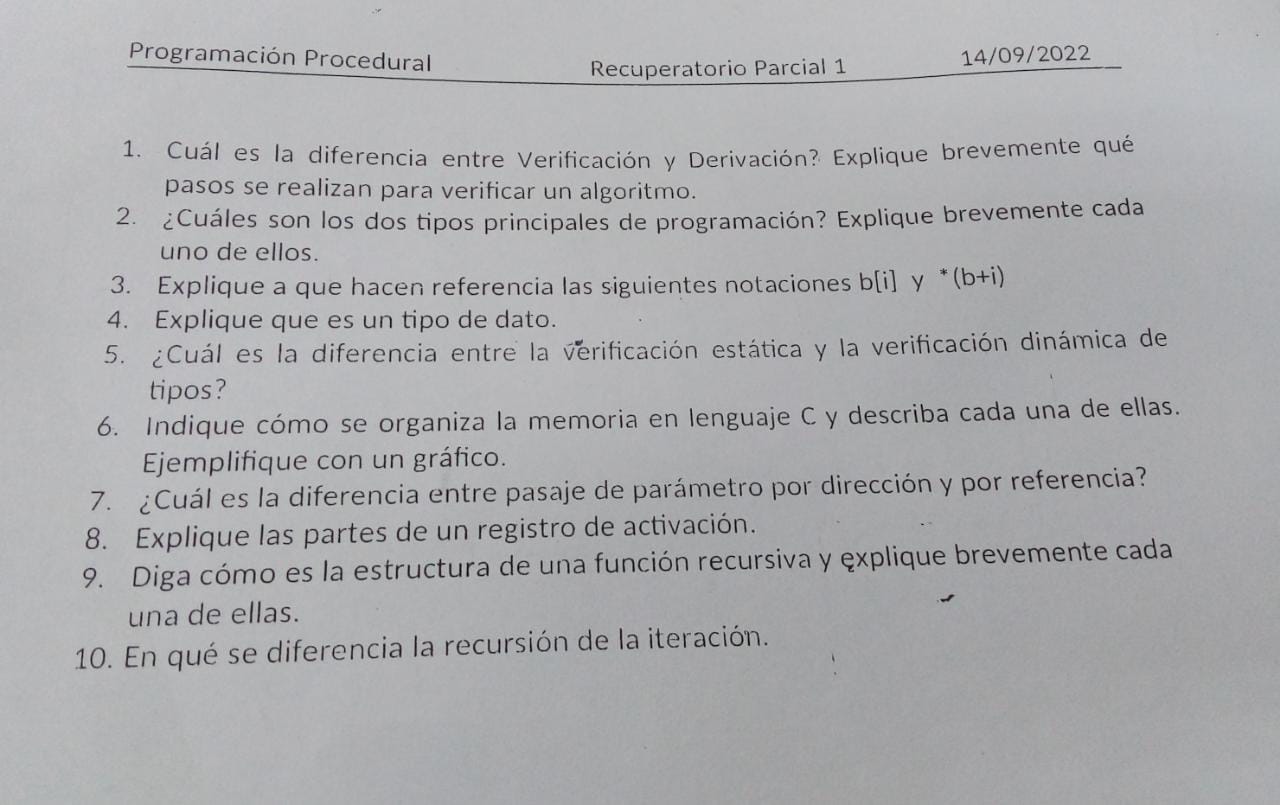 Programación Procedural Recuperatorio Parcial 1 14/09/2022
1. Cuál es la diferencia entre Verificación y Derivación? Explique brevemente qué
pasos se realizan para verificar un algoritmo.
2. ¿Cuáles son los dos tipos principales de programación? Explique brevemente cada
uno de ellos.
3. Explique a que hacen referencia las siguientes notaciones b[i] y *(b+i)
4. Explique que es un tipo de dato.
5. ¿Cuál es la diferencia entre la verificación estática y la verificación dinámica de
tipos?
6. Indique cómo se organiza la memoria en lenguaje C y describa cada una de ellas.
Ejemplifique con un gráfico.
7. ¿Cuál es la diferencia entre pasaje de parámetro por dirección y por referencia?
8. Explique las partes de un registro de activación.
9. Diga cómo es la estructura de una función recursiva y explique brevemente cada
una de ellas.
10. En qué se diferencia la recursión de la iteración.